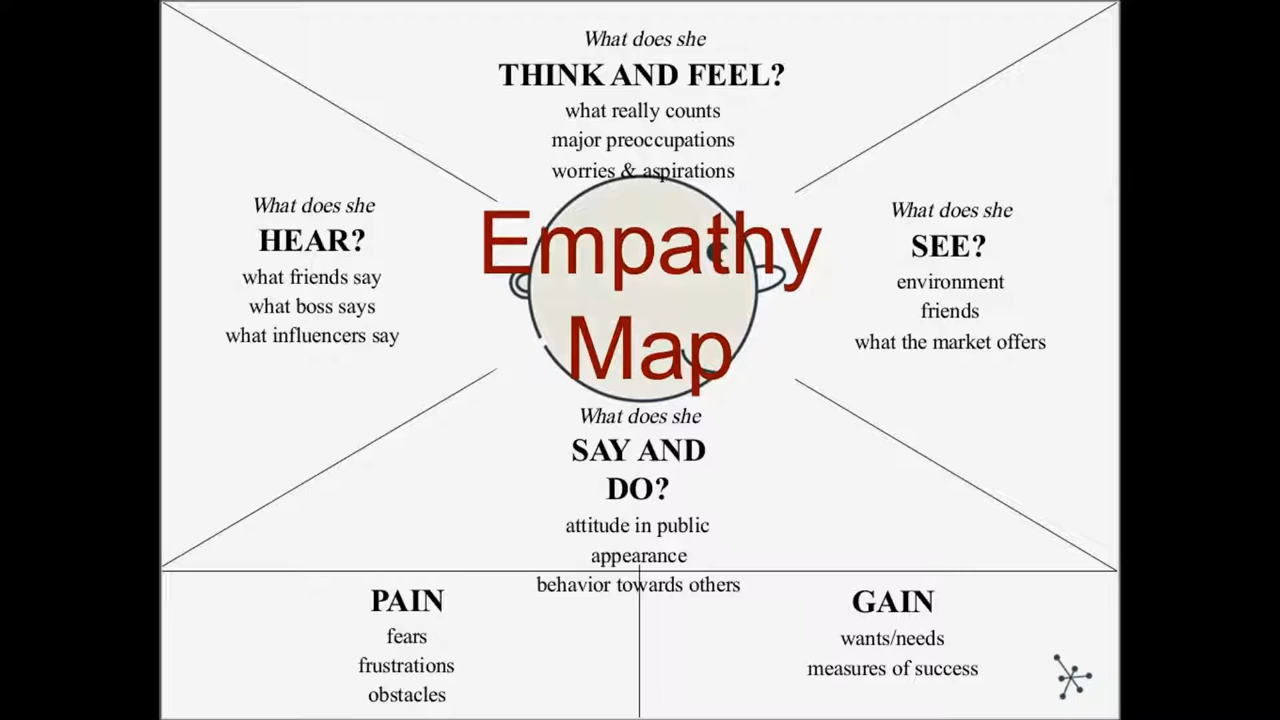 What does she
THINK AND FEEL?
what really counts
major preoccupations
worries & aspirations
What does she
HEAR?
what friends say
what boss says
what influencers say
Empathy
Map
What does she
SEE?
environment
friends
what the market offers
What does she
SAY AND
DO?
attitude in public
appearance
behavior towards others
PAIN
fears
frustrations
obstacles
GAIN
wants/needs
measures of success